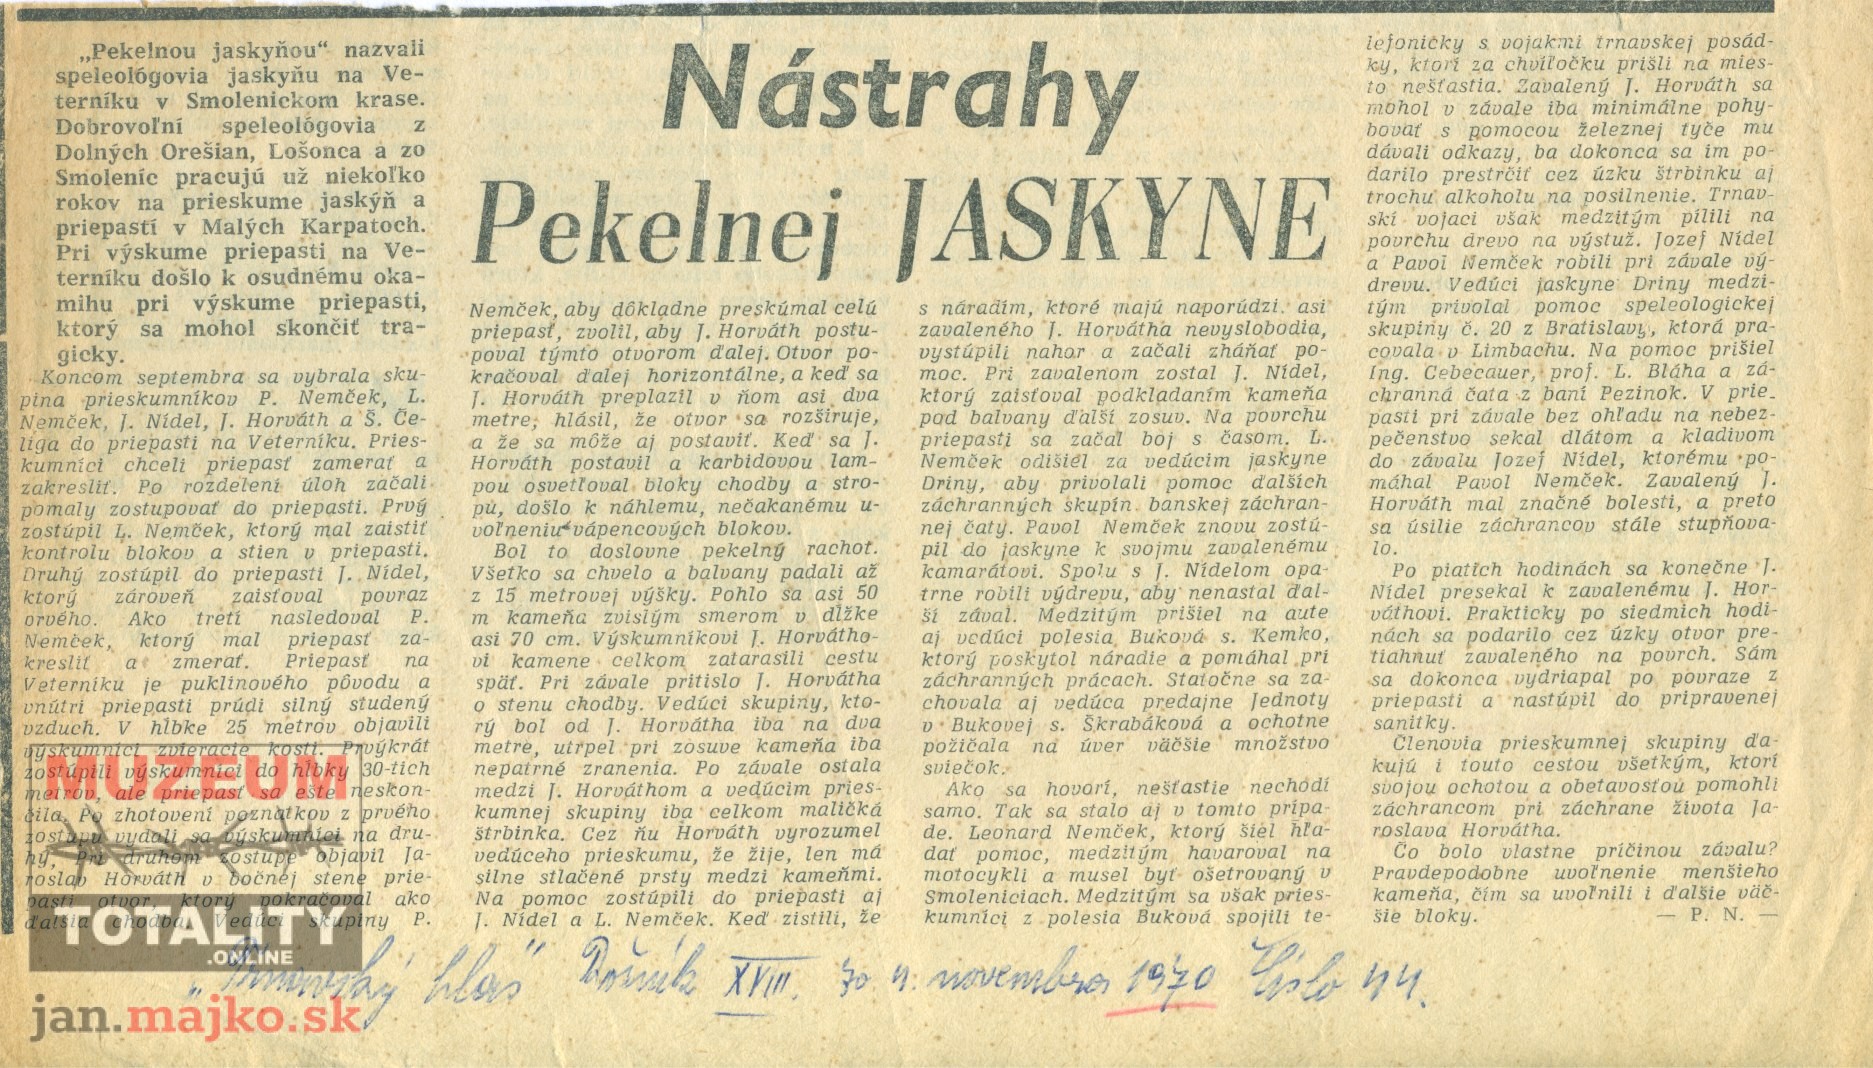 Nástrahy
Pekelnej JASKYNE
„Pekelnou jaskyňou“ nazvali
speleológovia jaskyňu na Ve-
terníku v Smolenickom krase.
Dobrovoľní speleológovia z
Dolných Orešian, Lošonca a zo
Smoleníc pracujú už niekoľko
rokov na prieskume jaskýň a
priepastí v Malých Karpatoch.
Pri výskume priepasti na Ve-
terníku došlo k osudnému oka-
mihu pri výskume priepasti,
ktorý sa mohol skončiť tra-
gicky.
Koncom septembra sa vybrala sku-
pina prieskumníkov P. Nemček, L.
Nemček, J. Nídel, J. Horváth a Š. Če-
liga do priepasti na Veterníku. Pries-
kumníci chceli priepasť zamerať a
zakresliť. Po rozdelení úloh začali
pomaly zostupovať do priepasti. Prvý
zostúpil L. Nemček, ktorý mal zaistiť
kontrolu blokov a stien v priepasti.
Druhý zostúpil do priepasti J. Nídel,
ktorý zároveň zaisťoval povraz
prvého. Ako tretí nasledoval P.
Nemček, ktorý mal priepasť za-
kresliť a zmerať. Priepasť na
Veterníku je puklinového pôvodu a
vnútri priepasti prúdi silný studený
vzduch. V hĺbke 25 metrov objavili
výskumníci zvieracie kosti. Prvýkrát
zostúpili výskumníci do hĺbky 30-tich
metrov, ale priepasť sa ešte neskon-
čila. Po zhotovení poznatkov z prvého
zostupu vydali sa výskumníci na dru-
hý. Pri druhom zostupe objavil Ja-
roslav Horváth v bočnej stene prie-
pasti otvor, ktorý pokračoval ako
ďalšia chodba. Vedúci skupiny P.
Nemček, aby dôkladne preskúmal celú
priepasť, zvolil, aby J. Horváth postu-
poval týmto otvorom ďalej. Otvor po-
kračoval ďalej horizontálne, a keď sa
J. Horváth preplazil v ňom asi dva
metre, hlásil, že otvor sa rozširuje,
a že sa môže aj postaviť. Keď sa J.
Horváth postavil a karbidovou lam-
pou osvetľoval bloky chodby a stro-
pu, došlo k náhlemu, nečakanému u-
voľneniu vápencových blokov.
Bol to doslovne pekelný rachot.
Všetko sa chvelo a balvany padali až
z 15 metrovej výšky. Pohlo sa asi 50
m kameňa zvislým smerom v dĺžke
asi 70 cm. Výskumníkovi J. Horvátho-
vi kamene celkom zatarasili cestu
späť. Pri závale pritislo J. Horvátha
o stenu chodby. Vedúci skupiny, kto-
rý bol od J. Horvátha iba na dva
metre, utrpel pri zosuve kameňa iba
nepatrné zranenia. Po závale ostala
medzi J. Horváthom a vedúcim pries-
kumnej skupiny iba celkom maličká
štrbinka. Cez ňu Horváth vyrozumel
vedúceho prieskumu, že žije, len má
silne stlačené prsty medzi kameňmi.
Na pomoc zostúpili do priepasti aj
J. Nídel a L. Nemček. Keď zistili, že
s náradím, ktoré majú naporúdzi asi
zavaleného J. Horvátha nevyslobodia,
vystúpili nahor a začali zháňať po-
moc. Pri zavalenom zostal J. Nídel,
ktorý zaisťoval podkladaním kameňa
pod balvany ďalší zosuv. Na povrchu
priepasti sa začal boj s časom. L.
Nemček odišiel za vedúcim jaskyne
Driny, aby privolali pomoc ďalších
záchranných skupín banskej záchran-
nej čaty. Pavol Nemček znovu zostú-
pil do jaskyne k svojmu zavalenému
kamarátovi. Spolu s J. Nídelom opa-
trne robili výdrevu, aby nenastal ďal-
ší zával. Medzitým prišiel na aute
aj vedúci polesia Buková s. Kemko,
ktorý poskytol náradie a pomáhal pri
záchranných prácach. Statočne sa za-
chovala aj vedúca predajne Jednoty
v Bukovej s. Škrabáková a ochotne
požičala na úver väčšie množstvo
sviečok.
Ako sa hovorí, nešťastie nechodí
samo. Tak sa stalo aj v tomto prípa-
de. Leonard Nemček, ktorý šiel hľa-
dať pomoc, medzitým havaroval na
motocykli a musel byť ošetrovaný v
Smoleniciach. Medzitým sa však pries-
kumníci z polesia Buková spojili te-
lefonicky s vojakmi trnavskej posád-
ky, ktorí za chvíľočku prišli na mies-
to nešťastia. Zavalený J. Horváth sa
mohol v závale iba minimálne pohy-
bovať s pomocou železnej tyče mu
dávali odkazy, ba dokonca sa im po-
darilo prestrčiť cez úzku štrbinku aj
trochu alkoholu na posilnenie. Trnav-
skí vojaci však medzitým pílili na
povrchu drevo na výstuž. Jozef Nídel
a Pavol Nemček robili pri závale vý-
drevu. Vedúci jaskyne Driny medzi-
tým privolal pomoc speleologickej
skupiny č. 20 z Bratislavy, ktorá pra-
covala v Limbachu. Na pomoc prišiel
Ing. Cebecauer, prof. L. Bláha a zá-
chranná čata z baní Pezinok. V prie-
pasti pri závale bez ohľadu na nebez-
pečenstvo sekal dlátom a kladivom
do závalu Jozef Nídel, ktorému po-
máhal Pavol Nemček. Zavalený J.
Horváth mal značné bolesti, a preto
sa úsilie záchrancov stále stupňova-
lo.
Po piatich hodinách sa konečne J.
Nídel presekal k zavalenému J. Hor-
váthovi. Prakticky po siedmich hodi-
nách sa podarilo cez úzky otvor pre-
tiahnuť zavaleného na povrch. Sám
sa dokonca vydriapal po povraze z
priepasti a nastúpil do pripravenej
sanitky.
Členovia prieskumnej skupiny ďa-
kujú i touto cestou všetkým, ktorí
svojou ochotou a obetavosťou pomohli
záchrancom pri záchrane života Ja-
roslava Horvátha.
Čo bolo vlastne príčinou závalu?
Pravdepodobne uvoľnenie menšieho
kameňa, čím sa uvoľnili i ďalšie väč-
šie bloky. — P. N. —
„Trnavský hlas“ Ročník XVIII. zo 4. novembra 1970 Číslo 44.
MUZEUM
TOTALITY
.ONLINE
jan.majko.sk